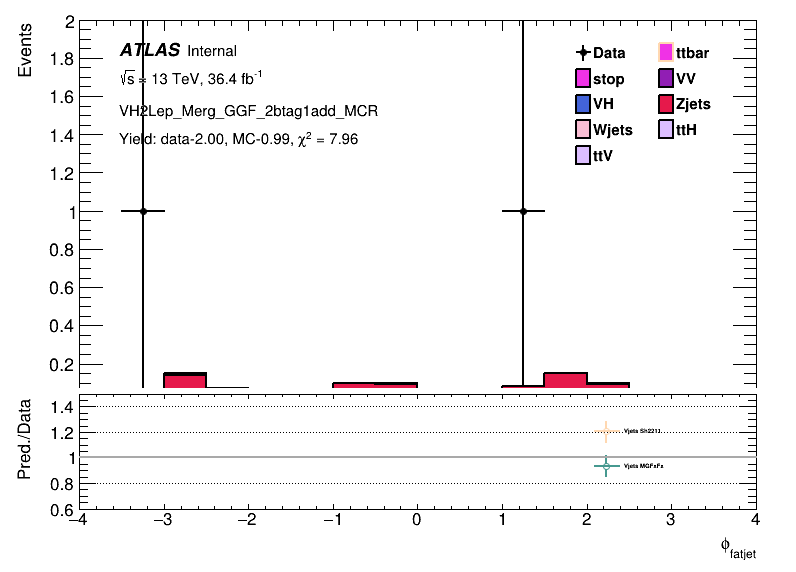 Events
2
1.8
1.6
1.4
1.2
1
0.8
0.6
0.4
0.2
ATLAS Internal
√s = 13 TeV, 36.4 fb⁻¹
VH2Lep_Merg_GGF_2btag1add_MCR
Yield: data-2.00, MC-0.99, χ² = 7.96
Data ttbar
stop VV
VH Zjets
Wjets ttH
ttV
Pred./Data
1.4
1.2
1
0.8
0.6
Vjets Sh2211
Vjets MGFxFx
−4 −3 −2 −1 0 1 2 3 4
ϕfatjet